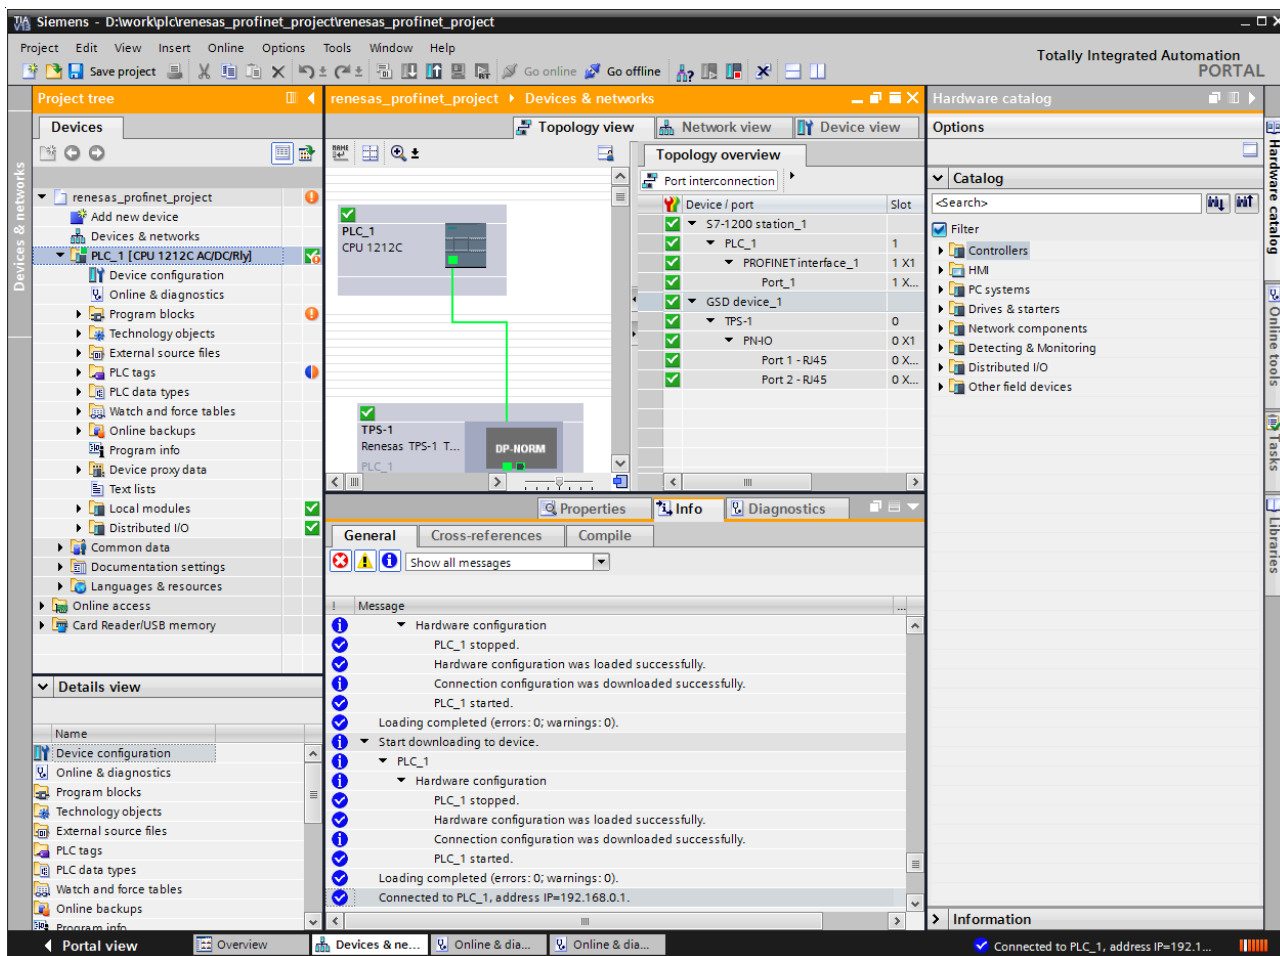 TIA
V13
Siemens - D:\work\plc\renesas_profinet_project\renesas_profinet_project
Project Edit View Insert Online Options Tools Window Help
Totally Integrated Automation
PORTAL
Save project
Go online
Go offline
Project tree
Devices
Devices & networks
renesas_profinet_project
Add new device
Devices & networks
PLC_1 [CPU 1212C AC/DC/Rly]
Device configuration
Online & diagnostics
Program blocks
Technology objects
External source files
PLC tags
PLC data types
Watch and force tables
Online backups
Program info
Device proxy data
Text lists
Local modules
Distributed I/O
Common data
Documentation settings
Languages & resources
Online access
Card Reader/USB memory
Details view
Name
Device configuration
Online & diagnostics
Program blocks
Technology objects
External source files
PLC tags
PLC data types
Watch and force tables
Online backups
Program info
renesas_profinet_project Devices & networks
Topology view
Network view
Device view
PLC_1
CPU 1212C
TPS-1
Renesas TPS-1 T...
PLC_1
DP-NORM
Topology overview
Port interconnection
Device / port Slot
S7-1200 station_1
PLC_1 1
PROFINET interface_1 1 X1
Port_1 1 X...
GSD device_1
TPS-1 0
PN-IO 0 X1
Port 1 - RJ45 0 X...
Port 2 - RJ45 0 X...
Properties
Info
Diagnostics
General
Cross-references
Compile
Show all messages
! Message ...
Hardware configuration
PLC_1 stopped.
Hardware configuration was loaded successfully.
Connection configuration was downloaded successfully.
PLC_1 started.
Loading completed (errors: 0; warnings: 0).
Start downloading to device.
PLC_1
Hardware configuration
PLC_1 stopped.
Hardware configuration was loaded successfully.
Connection configuration was downloaded successfully.
PLC_1 started.
Loading completed (errors: 0; warnings: 0).
Connected to PLC_1, address IP=192.168.0.1.
Hardware catalog
Options
Catalog
<Search>
Filter
Controllers
HMI
PC systems
Drives & starters
Network components
Detecting & Monitoring
Distributed I/O
Other field devices
Information
Hardware catalog
Online tools
Tasks
Libraries
Portal view
Overview
Devices & ne...
Online & dia...
Online & dia...
Connected to PLC_1, address IP=192.1...